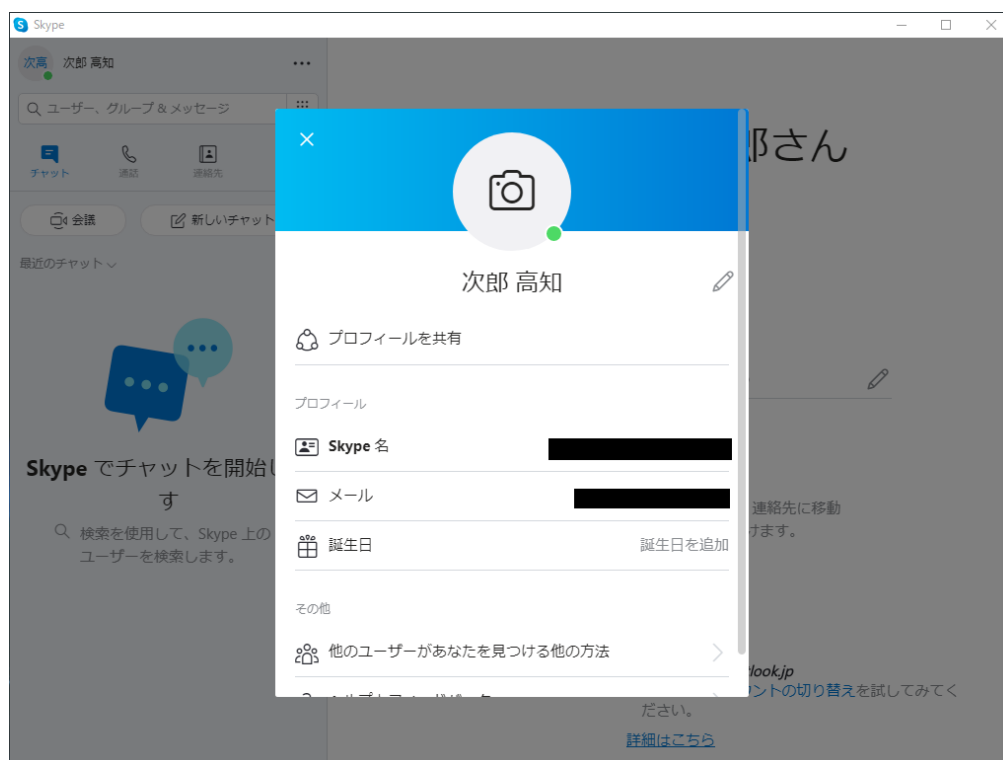 Skype
次高 次郎 高知
ユーザー、グループ & メッセージ
チャット 通話 連絡先
会議 新しいチャット
最近のチャット
Skype でチャットを開始し
す
検索を使用して、Skype 上の
ユーザーを検索します。
次郎 高知
プロフィールを共有
プロフィール
Skype 名
メール
誕生日 誕生日を追加
その他
他のユーザーがあなたを見つける他の方法
郎さん
連絡先に移動
けます。
tlook.jp
ウントの切り替えを試してみてく
ださい。
詳細はこちら